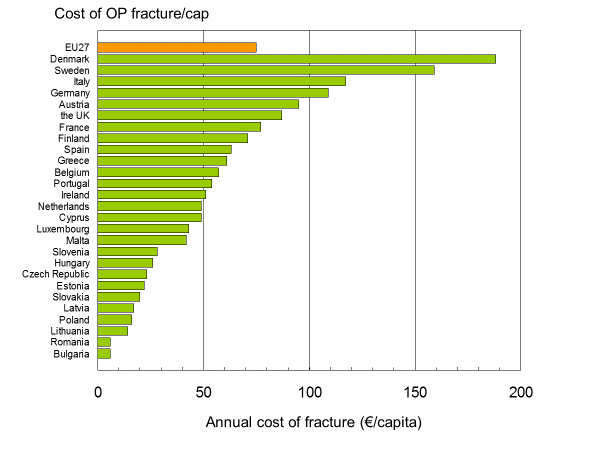 Cost of OP fracture/cap
EU27
Denmark
Sweden
Italy
Germany
Austria
the UK
France
Finland
Spain
Greece
Belgium
Portugal
Ireland
Netherlands
Cyprus
Luxembourg
Malta
Slovenia
Hungary
Czech Republic
Estonia
Slovakia
Latvia
Poland
Lithuania
Romania
Bulgaria
0 50 100 150 200
Annual cost of fracture (€/capita)